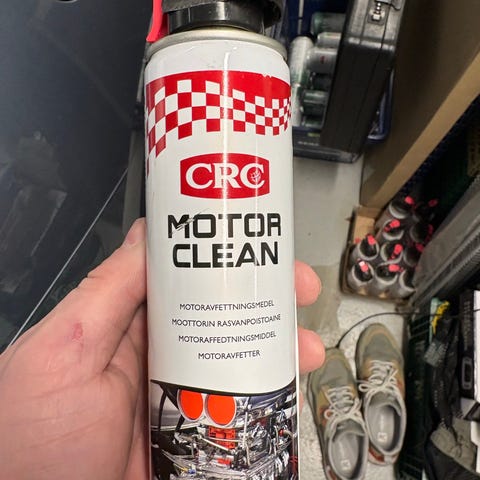 CRC
MOTOR
CLEAN
MOTORAVFETTNINGSMEDEL
MOOTTORIN RASVANPOISTOAINE
MOTORAFFEDTNINGSMIDDEL
MOTORAVFETTER